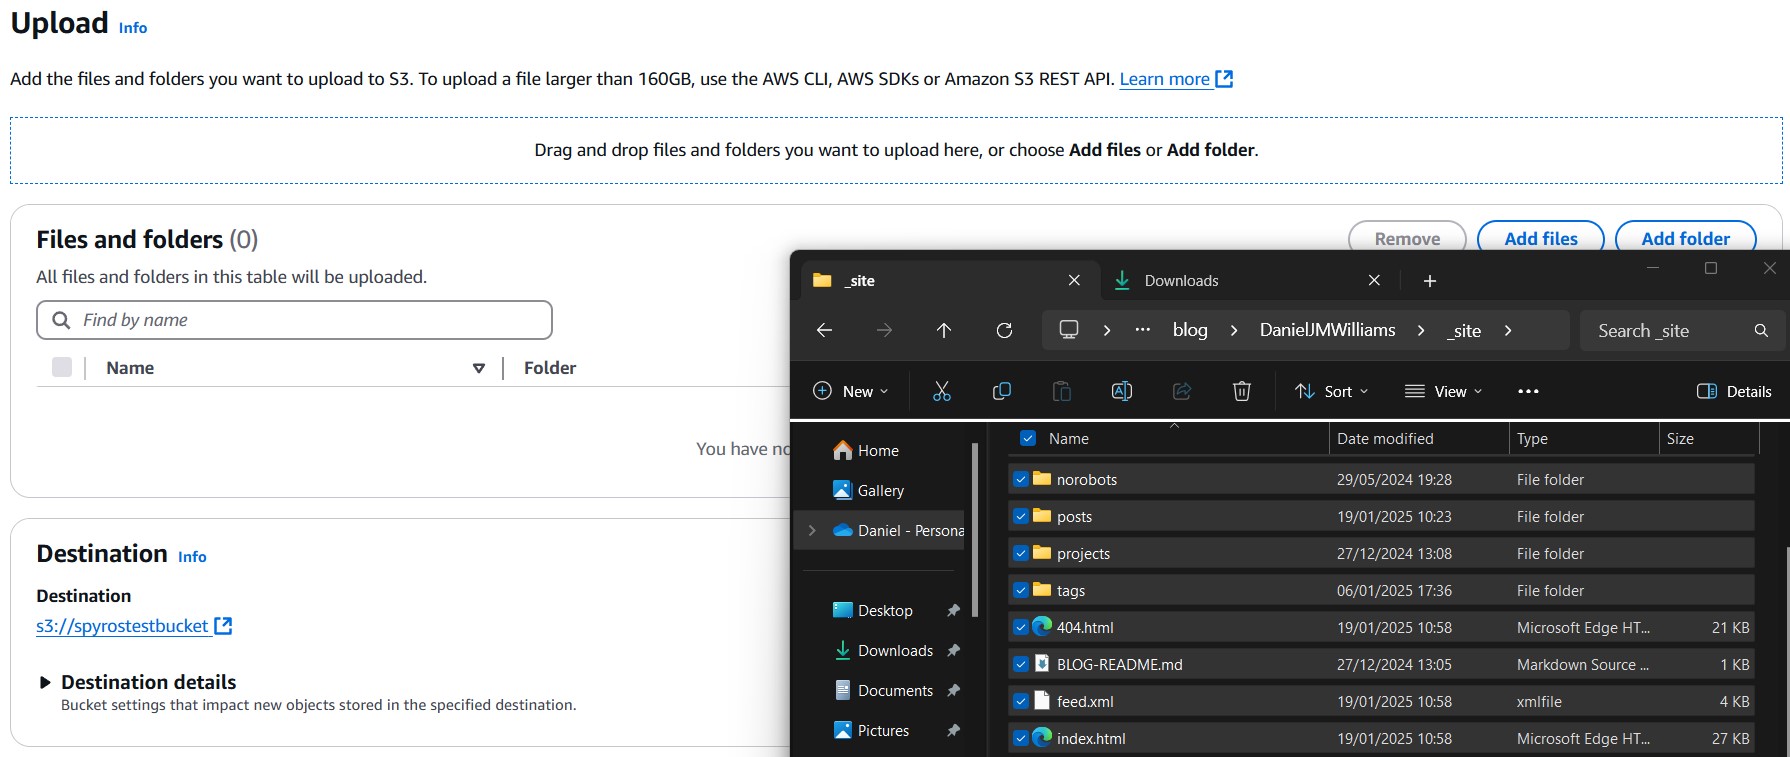 Upload Info
Add the files and folders you want to upload to S3. To upload a file larger than 160GB, use the AWS CLI, AWS SDKs or Amazon S3 REST API. Learn more
Drag and drop files and folders you want to upload here, or choose Add files or Add folder.
Files and folders (0)
Remove Add files Add folder
All files and folders in this table will be uploaded.
Find by name
Name Folder
You have no
Destination Info
Destination
s3://spyrostestbucket
Destination details
Bucket settings that impact new objects stored in the specified destination.
_site Downloads
... blog > DanielJMWilliams > _site >
Search _site
New Sort View ... Details
Home
Gallery
Daniel - Persona
Desktop
Downloads
Documents
Pictures
Name Date modified Type Size
norobots 29/05/2024 19:28 File folder
posts 19/01/2025 10:23 File folder
projects 27/12/2024 13:08 File folder
tags 06/01/2025 17:36 File folder
404.html 19/01/2025 10:58 Microsoft Edge HT... 21 KB
BLOG-README.md 27/12/2024 13:05 Markdown Source ... 1 KB
feed.xml 19/01/2025 10:58 xmlfile 4 KB
index.html 19/01/2025 10:58 Microsoft Edge HT... 27 KB